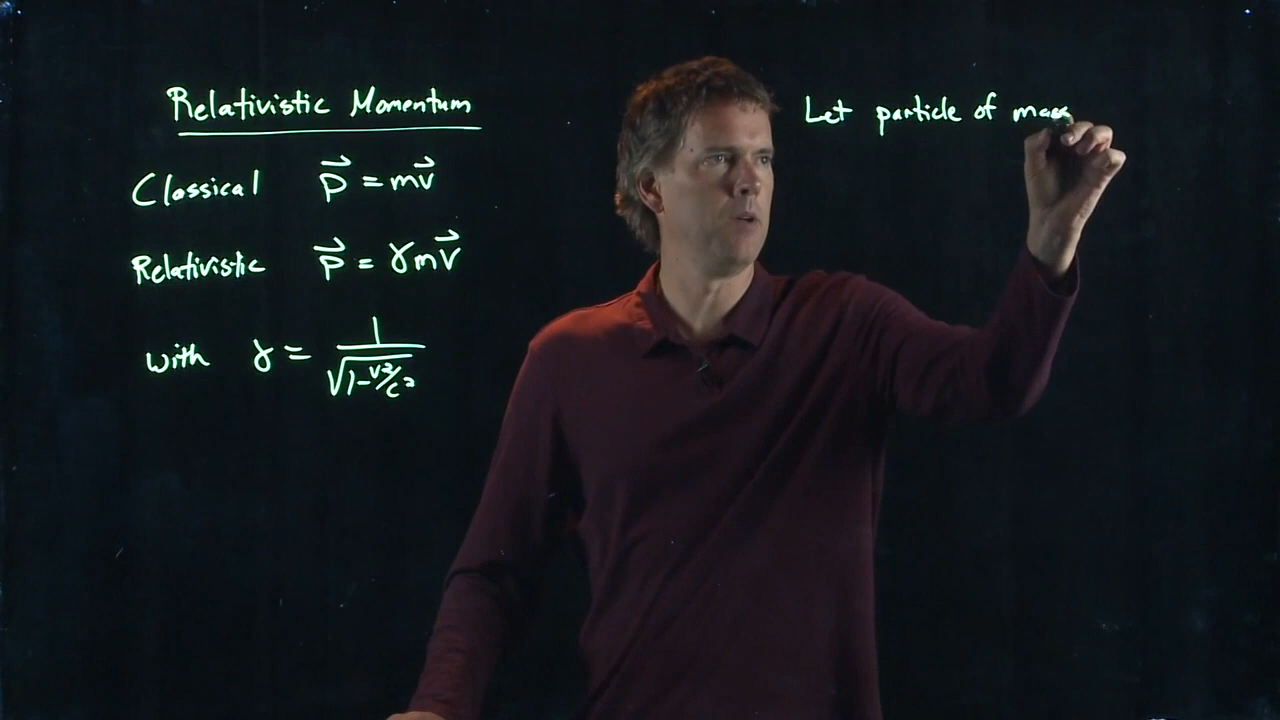 Relativistic Momentum
Classical p⃗ = mv⃗
Relativistic p⃗ = γmv⃗
with γ = 1/√(1-v²/c²)
Let particle of mass